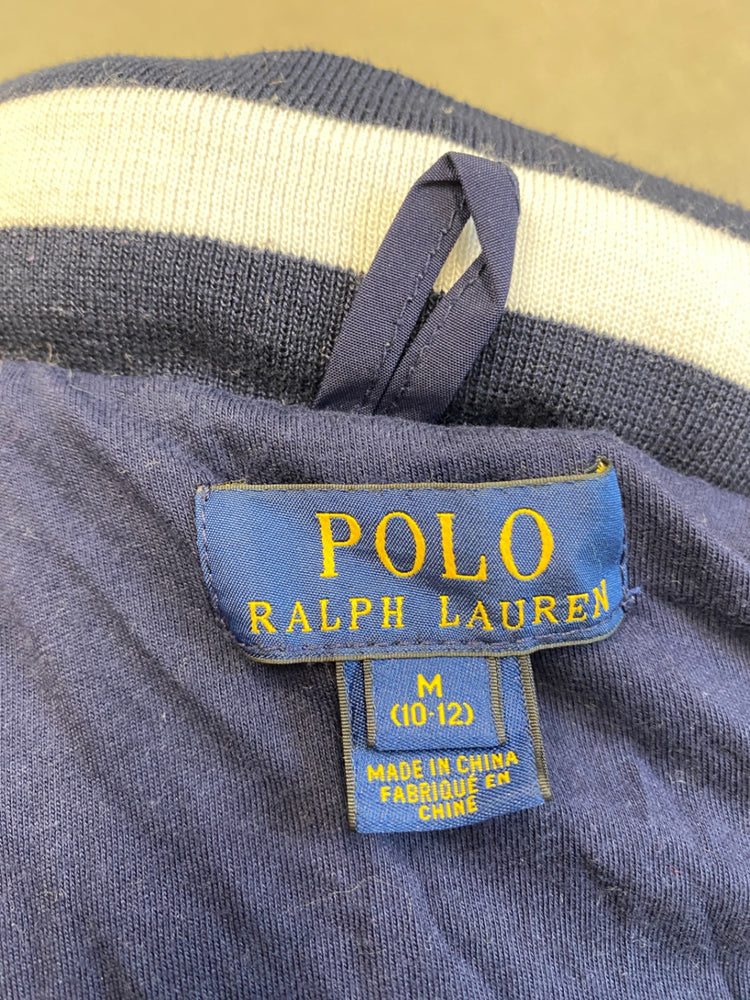 POLO
RALPH LAUREN
M
(10-12)
MADE IN CHINA
FABRIQUÉ EN
CHINE